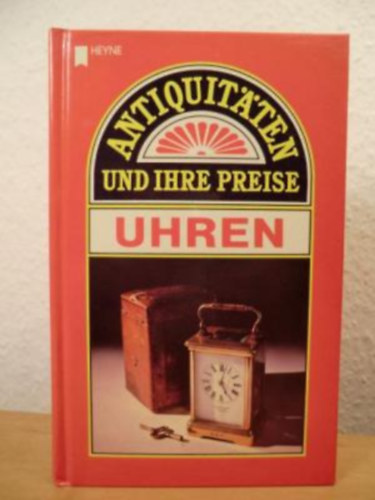 HEYNE
ANTIQUITÄTEN
UND IHRE PREISE
UHREN